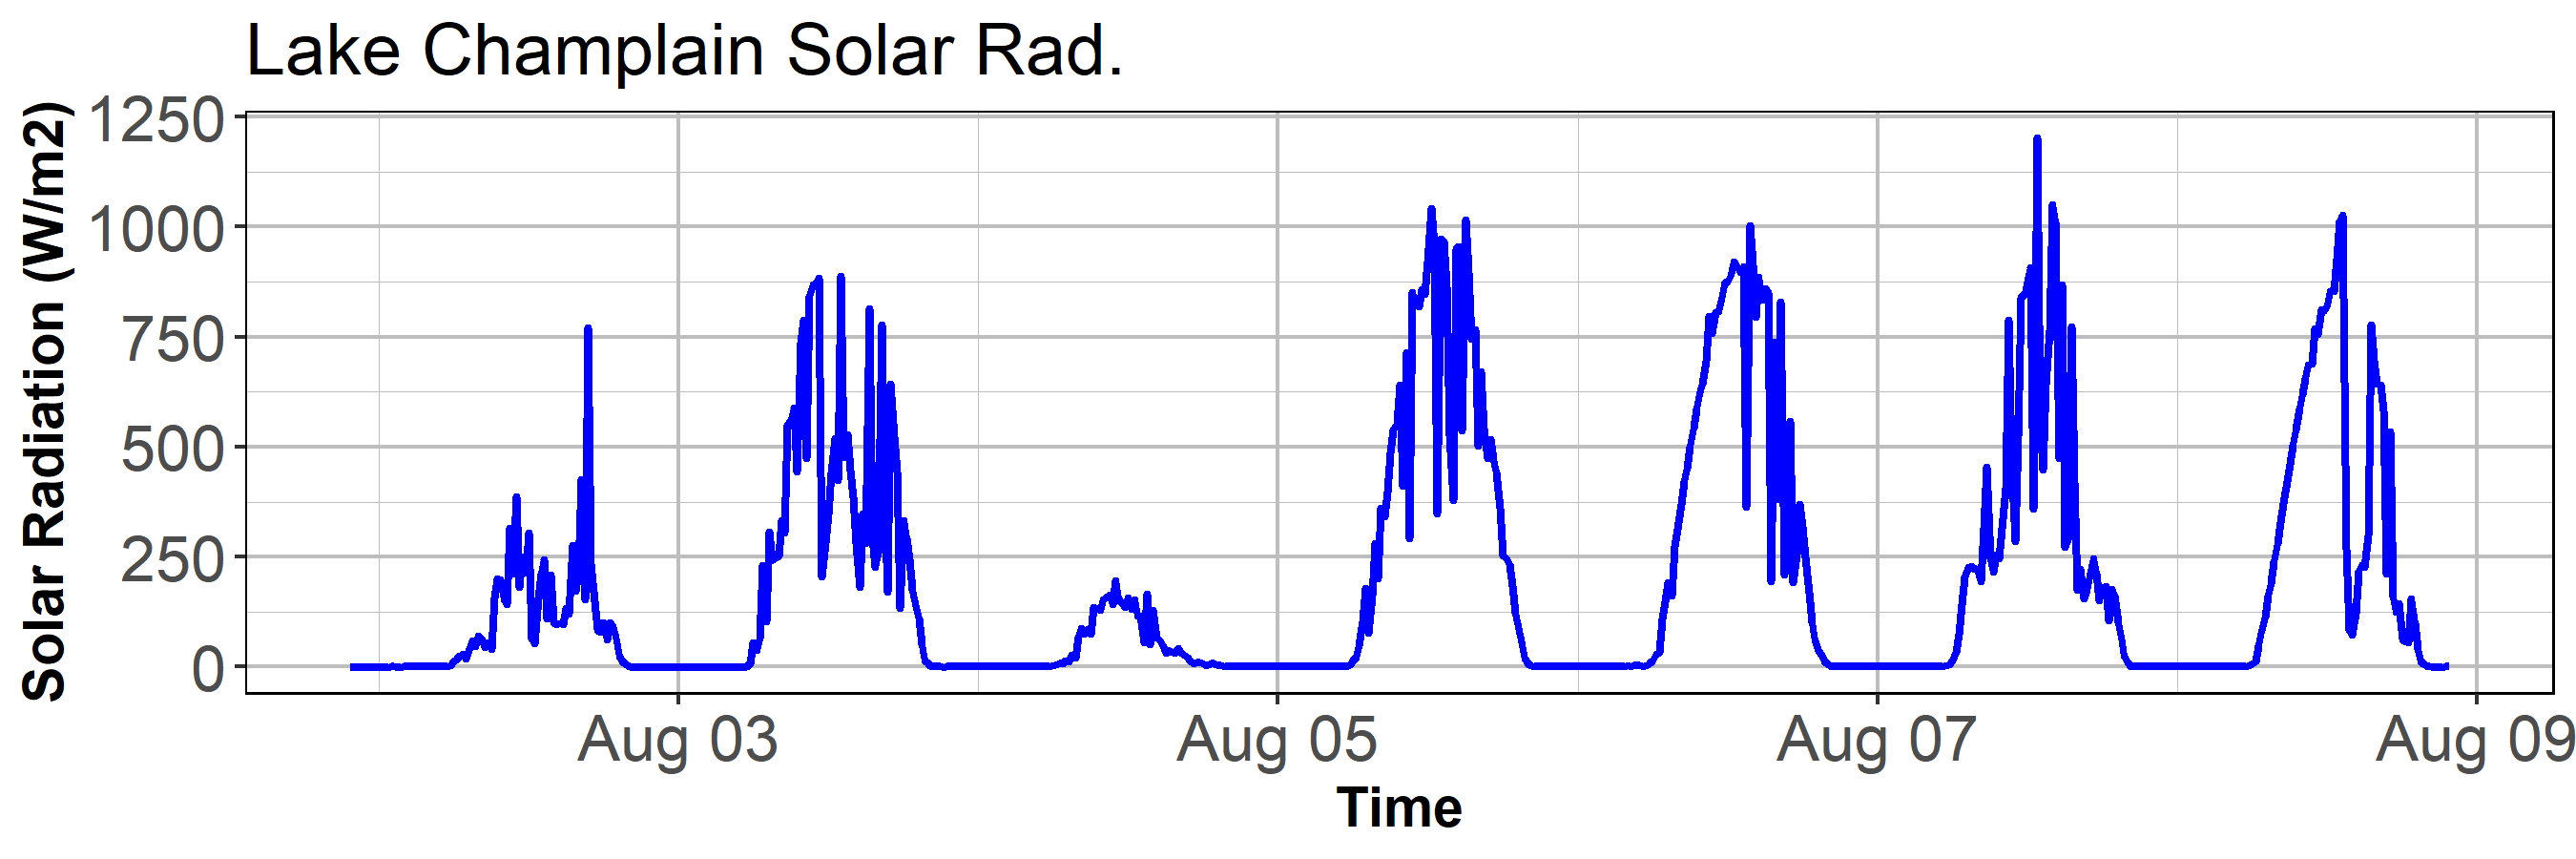 Lake Champlain Solar Rad.
Solar Radiation (W/m2)
1250
1000
750
500
250
0
Aug 03 Aug 05 Aug 07 Aug 09
Time